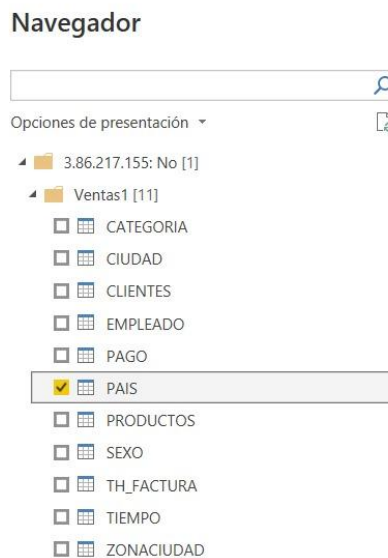 Navegador
Opciones de presentación
3.86.217.155: No [1]
Ventas1 [11]
CATEGORIA
CIUDAD
CLIENTES
EMPLEADO
PAGO
PAIS
PRODUCTOS
SEXO
TH_FACTURA
TIEMPO
ZONACIUDAD